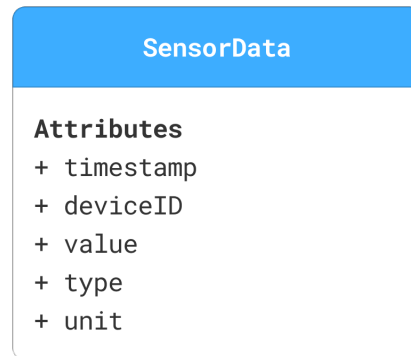 SensorData
Attributes
+ timestamp
+ deviceID
+ value
+ type
+ unit